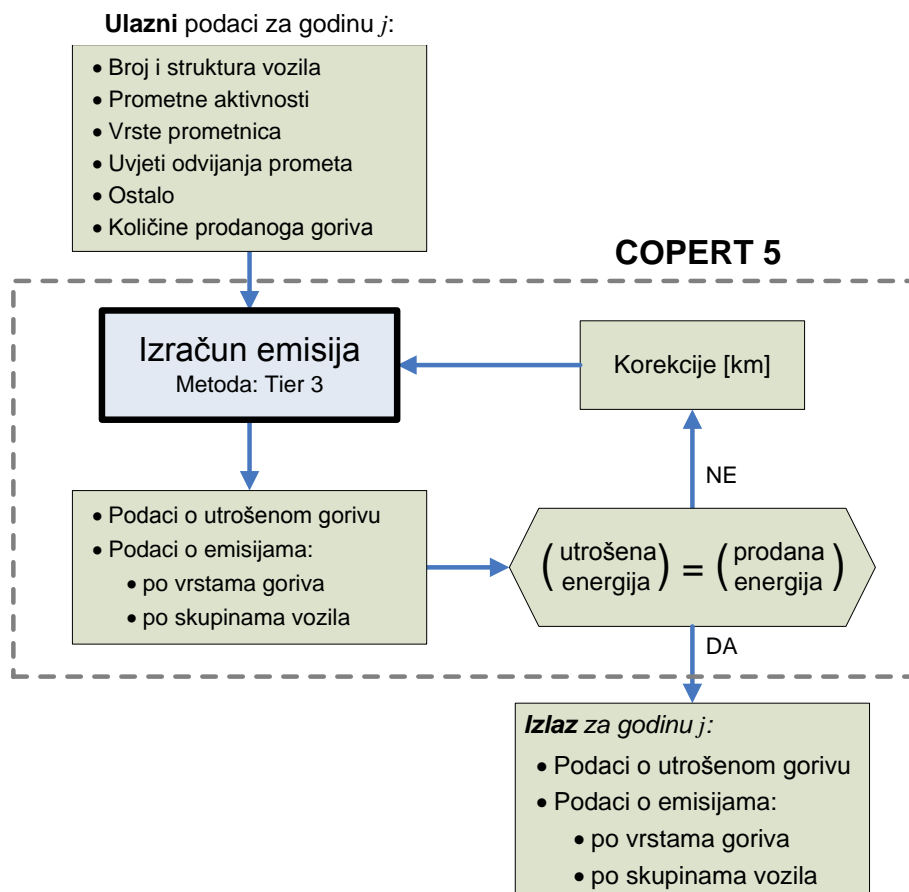 Ulazni podaci za godinu j:
• Broj i struktura vozila
• Prometne aktivnosti
• Vrste prometnica
• Uvjeti odvijanja prometa
• Ostalo
• Količine prodanoga goriva
COPERT 5
Izračun emisija
Metoda: Tier 3
Korekcije [km]
NE
• Podaci o utrošenom gorivu
• Podaci o emisijama:
• po vrstama goriva
• po skupinama vozila
(utrošena energija) = (prodana energija)
DA
Izlaz za godinu j:
• Podaci o utrošenom gorivu
• Podaci o emisijama:
• po vrstama goriva
• po skupinama vozila